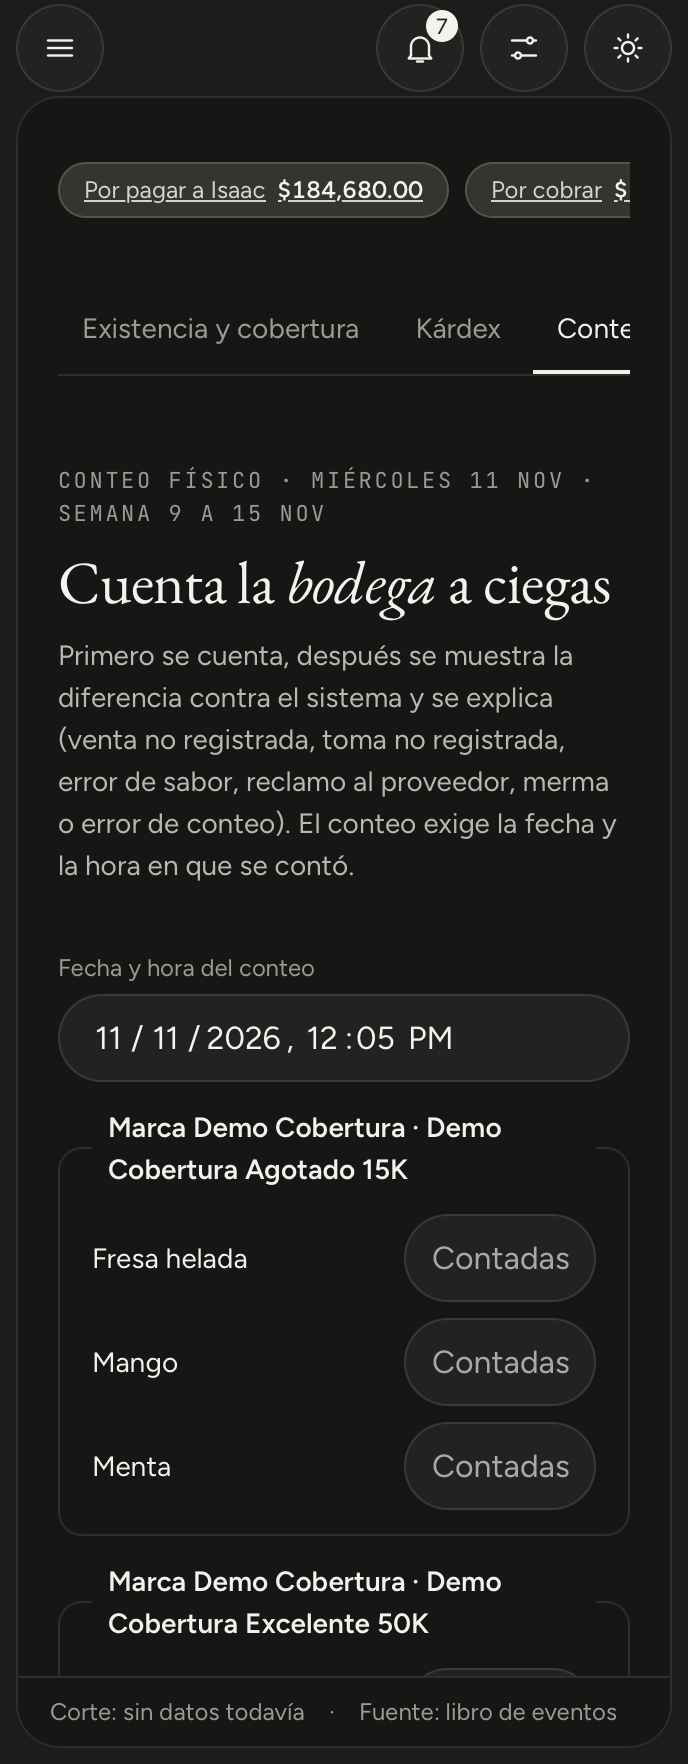 7
Por pagar a Isaac $184,680.00 Por cobrar $
Existencia y cobertura Kárdex Conte
CONTEO FÍSICO · MIÉRCOLES 11 NOV ·
SEMANA 9 A 15 NOV
Cuenta la bodega a ciegas
Primero se cuenta, después se muestra la
diferencia contra el sistema y se explica
(venta no registrada, toma no registrada,
error de sabor, reclamo al proveedor, merma
o error de conteo). El conteo exige la fecha y
la hora en que se contó.
Fecha y hora del conteo
11 / 11 / 2026, 12:05 PM
Marca Demo Cobertura · Demo
Cobertura Agotado 15K
Fresa helada Contadas
Mango Contadas
Menta Contadas
Marca Demo Cobertura · Demo
Cobertura Excelente 50K
Corte: sin datos todavía · Fuente: libro de eventos